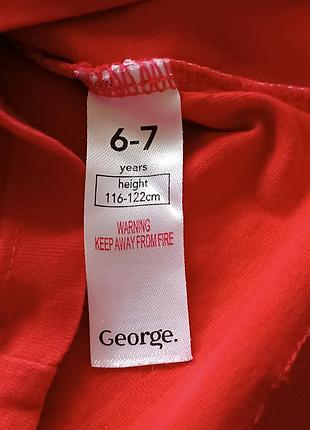 6-7
years
height
116-122cm
WARNING
KEEP AWAY FROM FIRE
George.